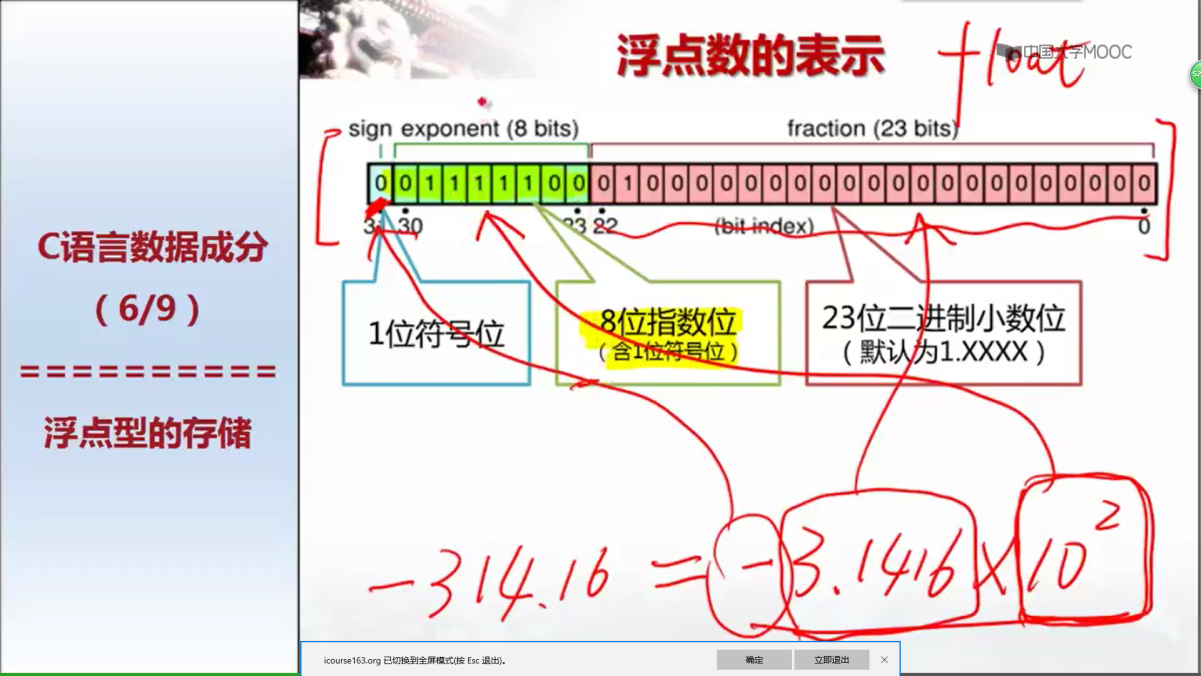 浮点数的表示
float
中国大学MOOC
52
sign exponent (8 bits)
fraction (23 bits)
0 0 1 1 1 1 1 0 0 0 1 0 0 0 0 0 0 0 0 0 0 0 0 0 0 0 0 0 0 0 0 0
31 30 23 22 (bit index) 0
C语言数据成分
（6/9）
==========
浮点型的存储
1位符号位
8位指数位
（含1位符号位）
23位二进制小数位
（默认为1.XXXX）
-314.16 = -3.1416 X 10²
icourse163.org 已切换到全屏模式(按 Esc 退出)。
确定
立即退出
×